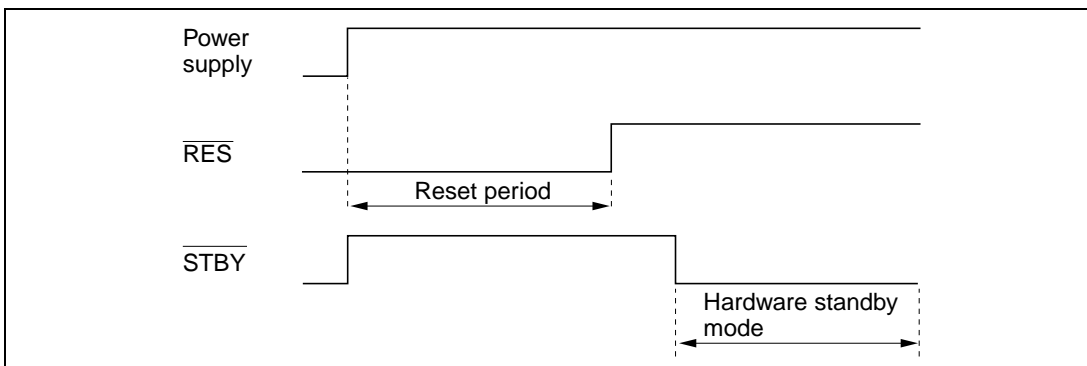 Power
supply
RES
Reset period
STBY
Hardware standby
mode